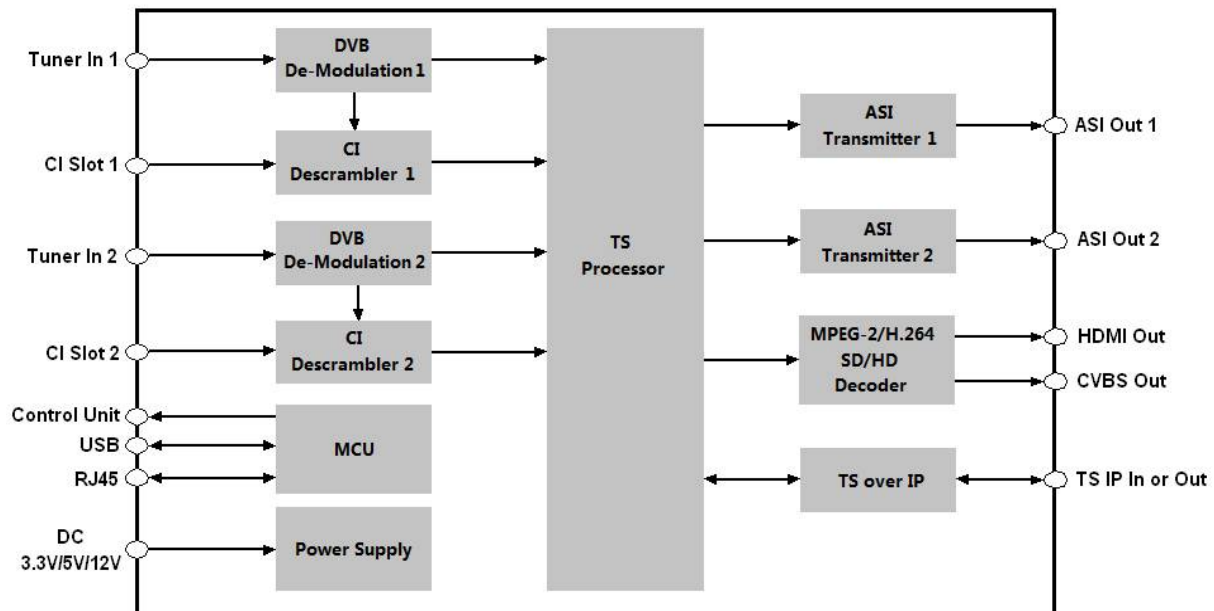 Tuner In 1
CI Slot 1
Tuner In 2
CI Slot 2
Control Unit
USB
RJ45
DC
3.3V/5V/12V
DVB
De-Modulation 1
CI
Descrambler 1
DVB
De-Modulation 2
CI
Descrambler 2
MCU
Power Supply
TS
Processor
ASI
Transmitter 1
ASI
Transmitter 2
MPEG-2/H.264
SD/HD
Decoder
TS over IP
ASI Out 1
ASI Out 2
HDMI Out
CVBS Out
TS IP In or Out